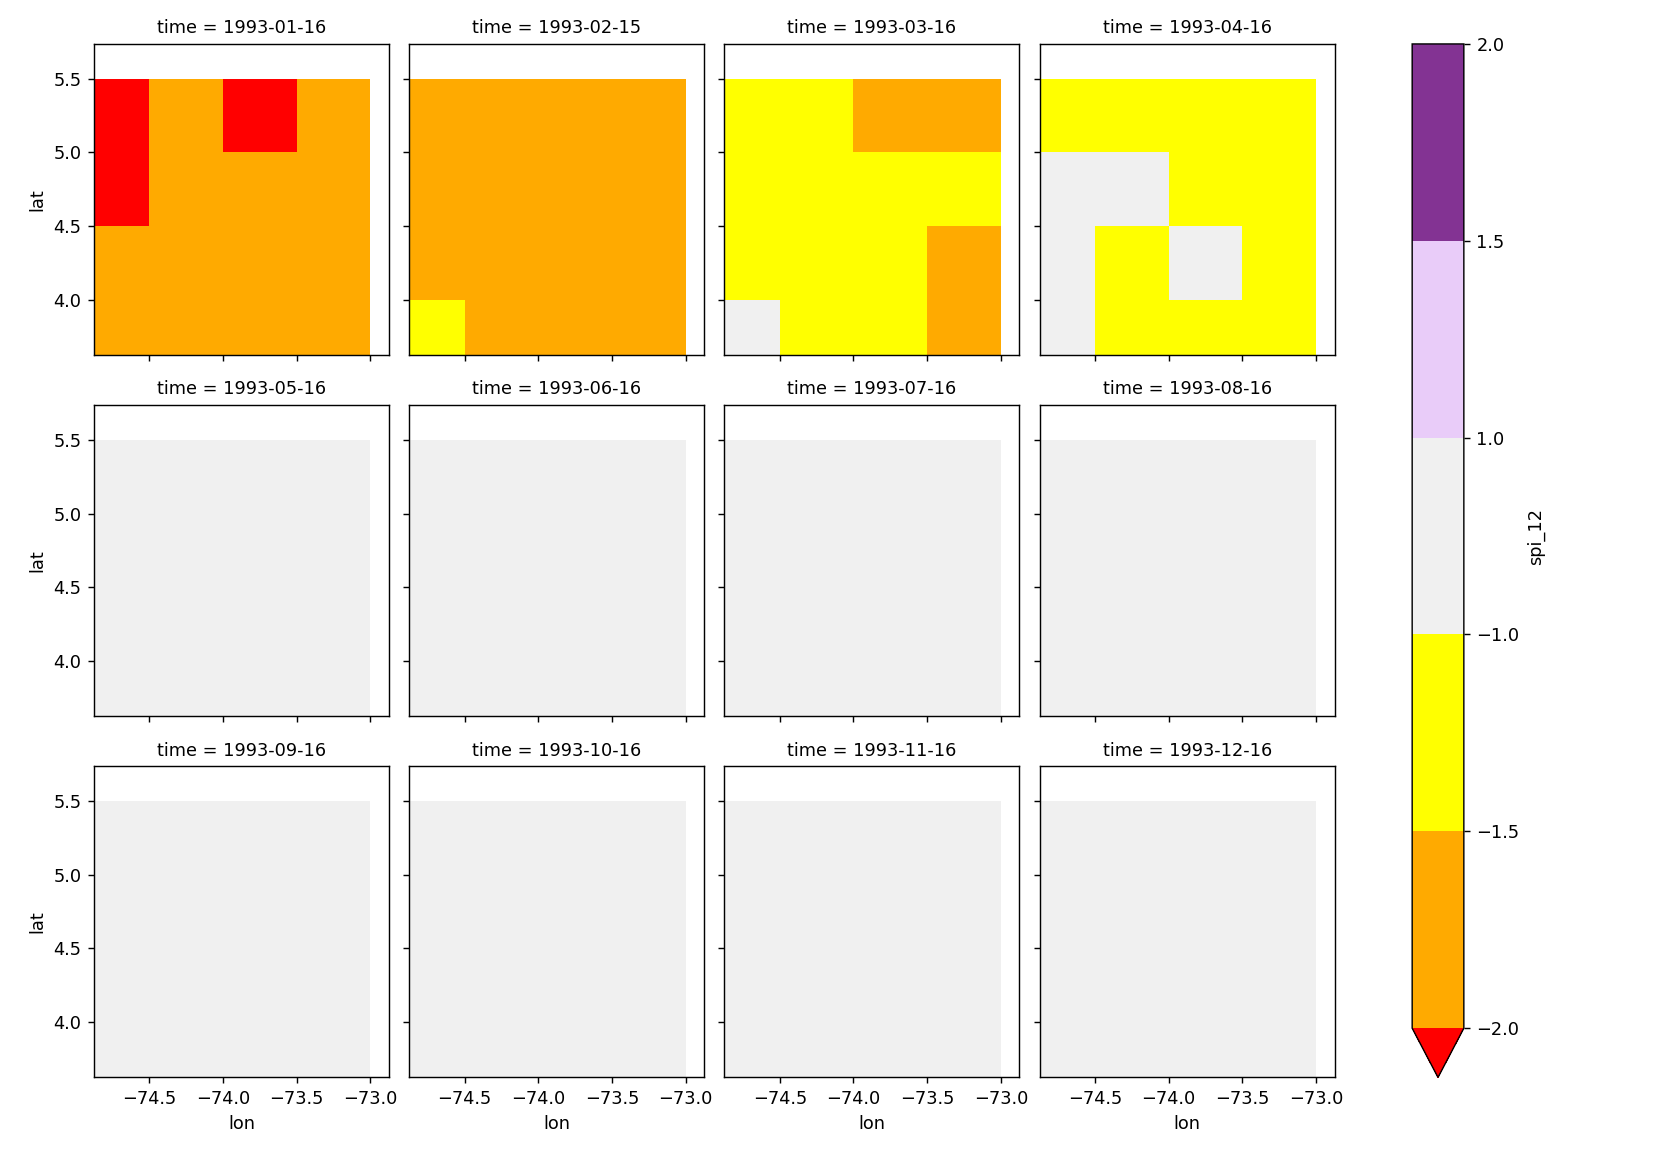 time = 1993-01-16
time = 1993-02-15
time = 1993-03-16
time = 1993-04-16
lat
5.5
5.0
4.5
4.0
time = 1993-05-16
time = 1993-06-16
time = 1993-07-16
time = 1993-08-16
lat
5.5
5.0
4.5
4.0
time = 1993-09-16
time = 1993-10-16
time = 1993-11-16
time = 1993-12-16
lat
5.5
5.0
4.5
4.0
−74.5 −74.0 −73.5 −73.0
lon
−74.5 −74.0 −73.5 −73.0
lon
−74.5 −74.0 −73.5 −73.0
lon
−74.5 −74.0 −73.5 −73.0
lon
2.0
1.5
1.0
−1.0
−1.5
−2.0
spi_12